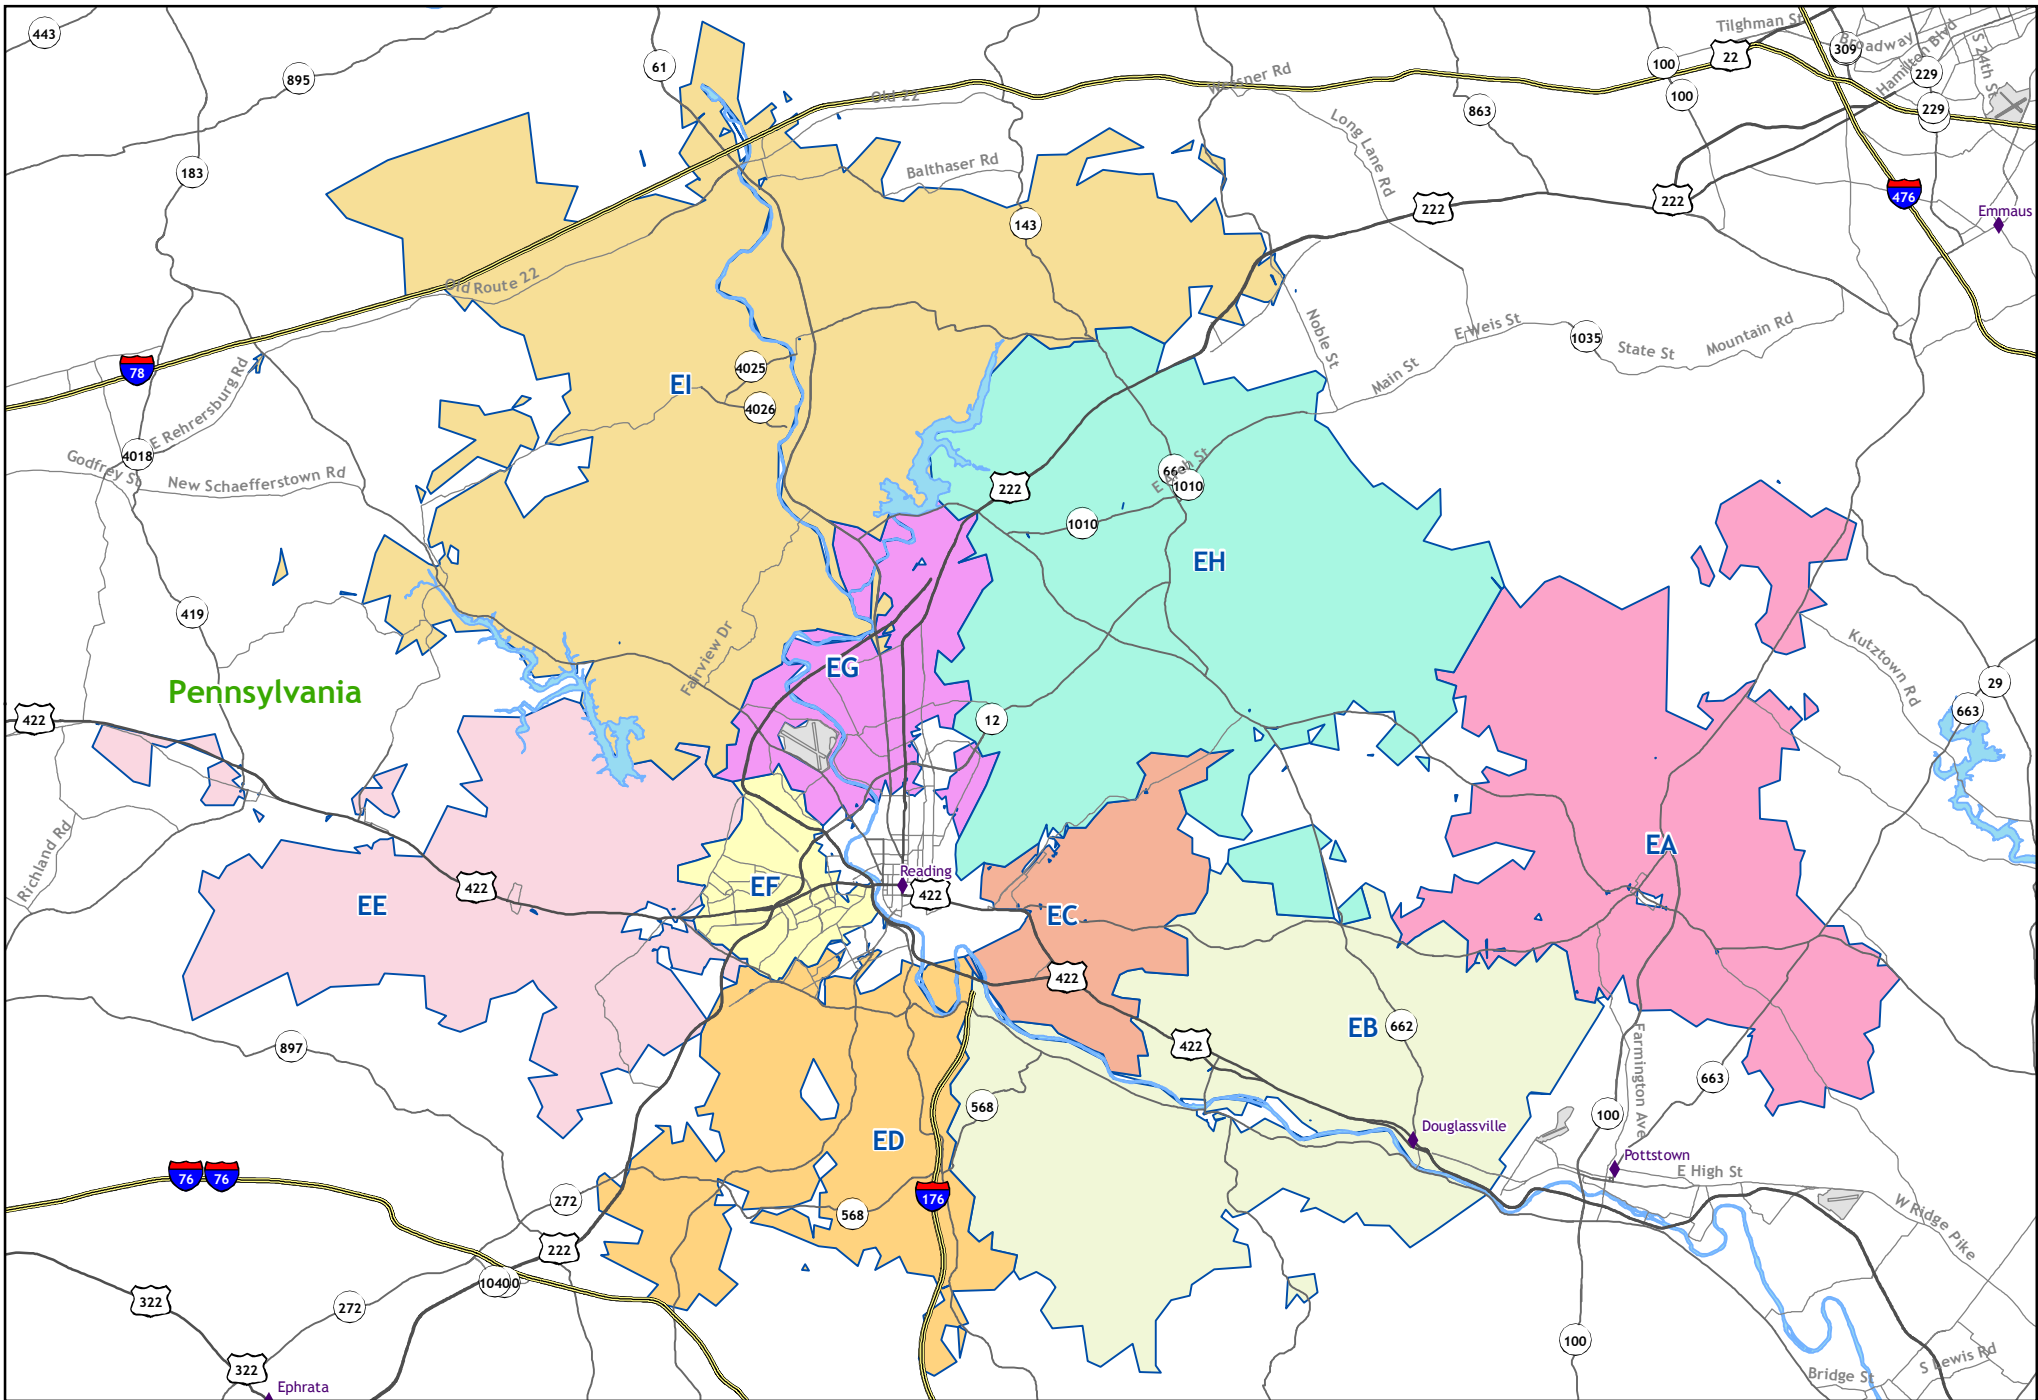 443
895
61
183
Old 22
Balthaser Rd
Wessner Rd
Long Lane Rd
863
100
100
22
Tilghman St
309
Broadway
Hamilton Blvd
S 24th St
229
229
476
Emmaus
222
222
143
Old Route 22
78
E Rehrersburg Rd
4018
Godfrey St
New Schaefferstown Rd
4025
4026
EI
Noble St
Main St
E Weis St
1035
State St
Mountain Rd
222
1010
1010
EH
419
Fairview Dr
EG
Pennsylvania
422
12
Kutztown Rd
29
663
Richland Rd
422
EE
EF
Reading
422
EC
EA
422
422
EB
662
897
568
ED
568
176
Douglassville
Farmington Ave
663
100
Pottstown
E High St
W Ridge Pike
76
76
272
222
10400
322
272
322
Ephrata
100
Bridge St
S Lewis Rd